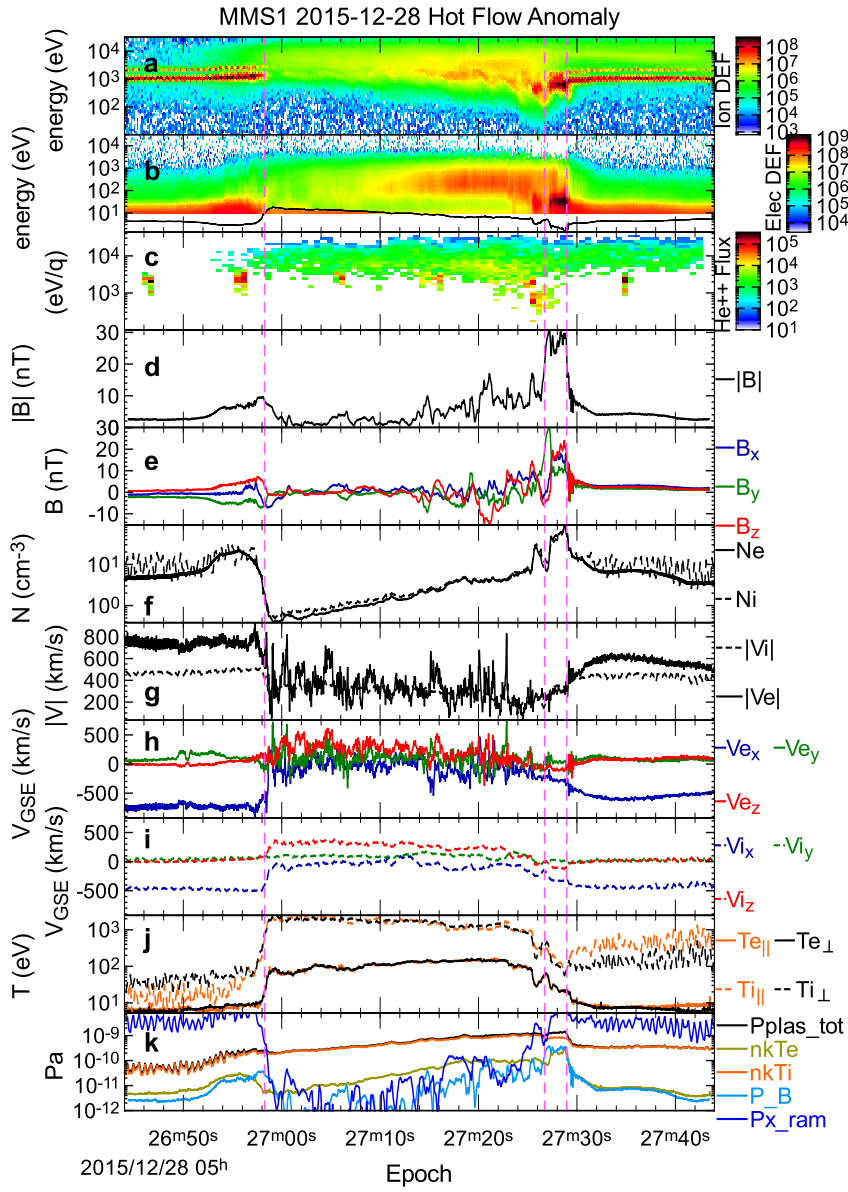 MMS1 2015-12-28 Hot Flow Anomaly
a
energy (eV)
10⁴
10³
10²
Ion DEF
10⁸
10⁷
10⁶
10⁵
10⁴
10³
b
energy (eV)
10⁴
10³
10²
10¹
Elec DEF
10⁹
10⁸
10⁷
10⁶
10⁵
10⁴
c
(eV/q)
10⁴
10³
He++ Flux
10⁵
10⁴
10³
10²
10¹
d
|B| (nT)
30
20
10
|B|
e
B (nT)
30
20
10
0
-10
Bx
By
Bz
f
N (cm-3)
10¹
10⁰
Ne
Ni
g
|V| (km/s)
800
600
400
200
|Vi|
|Ve|
h
VGSE (km/s)
500
0
-500
Vex
Vey
Vez
i
VGSE (km/s)
500
0
-500
Vix
Viy
Viz
j
T (eV)
10³
10²
10¹
Te||
Te⊥
Ti||
Ti⊥
k
Pa
10⁻⁹
10⁻¹⁰
10⁻¹¹
10⁻¹²
Pplas_tot
nkTe
nkTi
P_B
Px_ram
26m50s 27m00s 27m10s 27m20s 27m30s 27m40s
2015/12/28 05h
Epoch